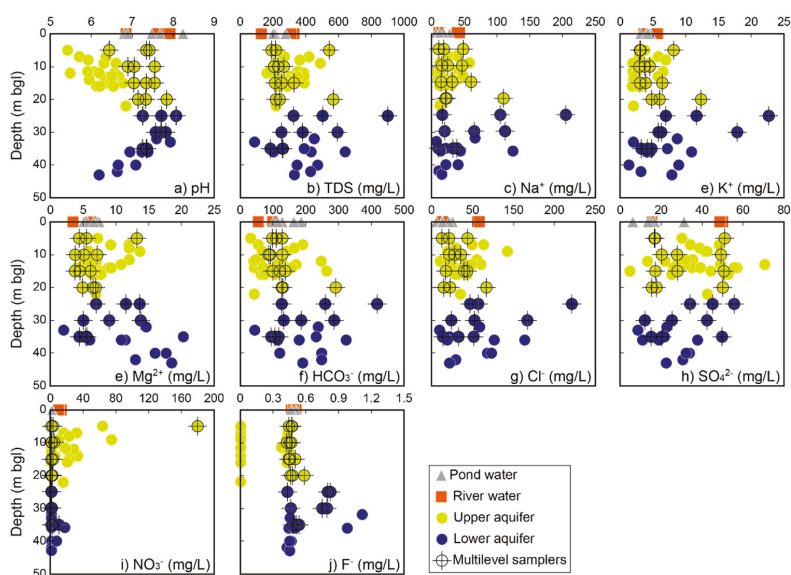 5 6 7 8 9
0 200 400 600 800 1000
0 50 100 150 200 250
0 5 10 15 20 25
Depth (m bgl)
0
10
20
30
40
50
a) pH
b) TDS (mg/L)
c) Na⁺ (mg/L)
e) K⁺ (mg/L)
0 5 10 15 20 25
0 100 200 300 400 500
0 50 100 150 200 250
0 20 40 60 80
Depth (m bgl)
0
10
20
30
40
50
e) Mg²⁺ (mg/L)
f) HCO₃⁻ (mg/L)
g) Cl⁻ (mg/L)
h) SO₄²⁻ (mg/L)
0 40 80 120 160 200
0 0.3 0.6 0.9 1.2 1.5
Depth (m bgl)
0
10
20
30
40
50
i) NO₃⁻ (mg/L)
j) F⁻ (mg/L)
Pond water
River water
Upper aquifer
Lower aquifer
Multilevel samplers